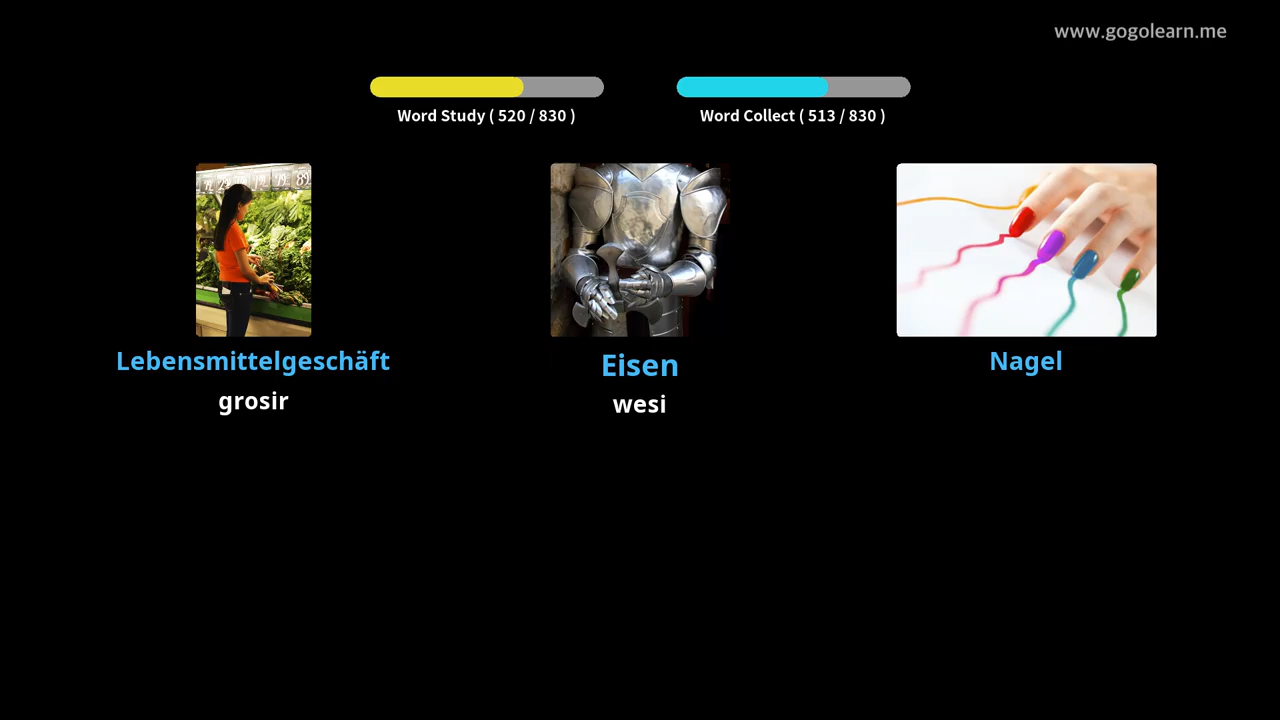 www.gogolearn.me
Word Study ( 520 / 830 )
Word Collect ( 513 / 830 )
Lebensmittelgeschäft
grosir
Eisen
wesi
Nagel